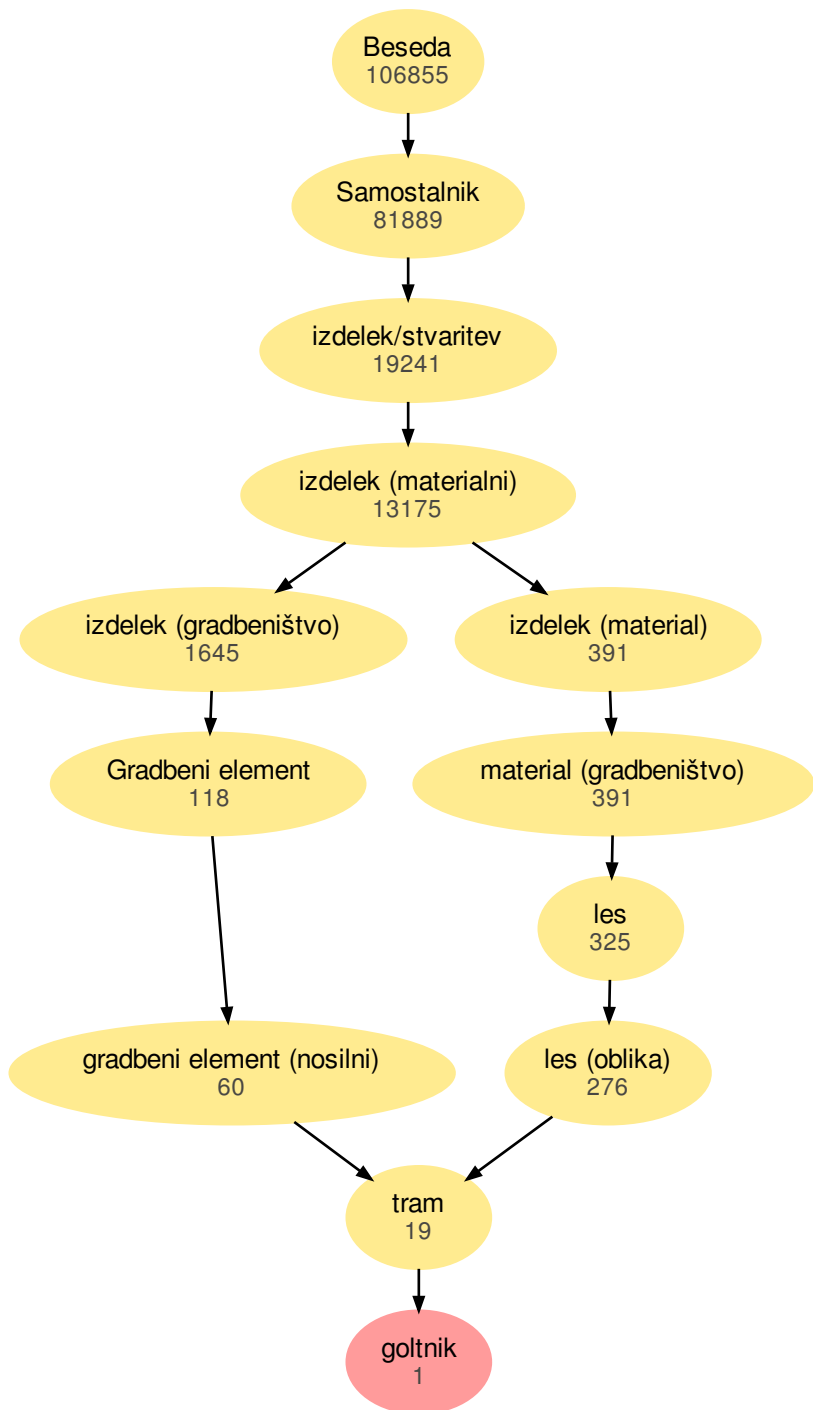 Beseda
106855
Samostalnik
81889
izdelek/stvaritev
19241
izdelek (materialni)
13175
izdelek (gradbeništvo)
1645
izdelek (material)
391
Gradbeni element
118
material (gradbeništvo)
391
les
325
gradbeni element (nosilni)
60
les (oblika)
276
tram
19
goltnik
1